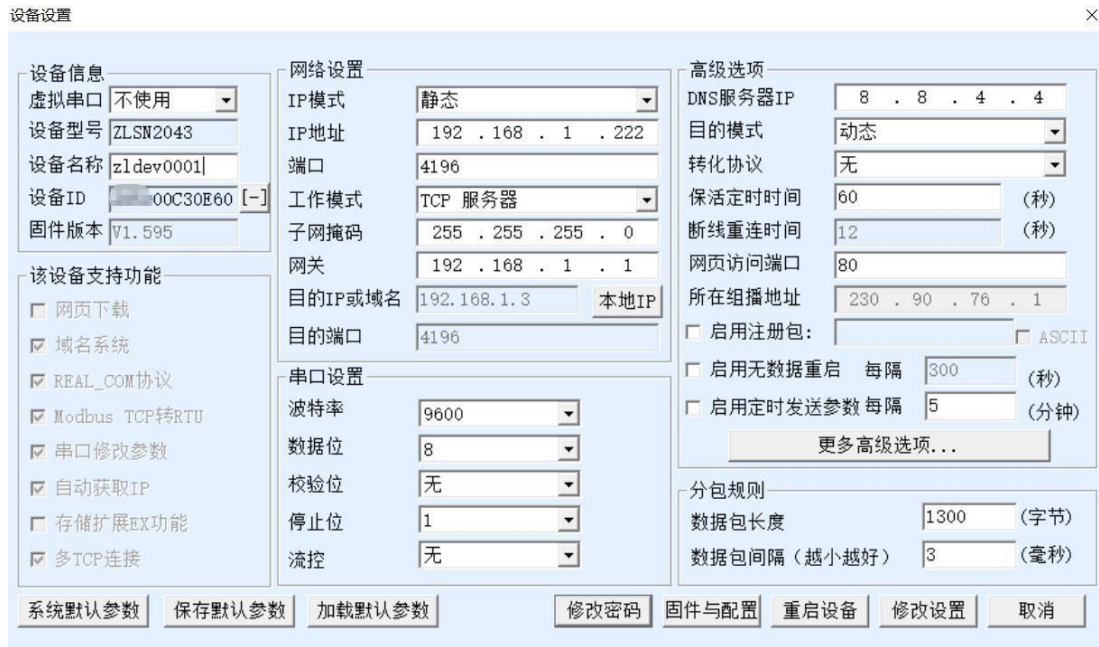 设备设置
设备信息
虚拟串口 不使用
设备型号 ZLSN2043
设备名称 zldev0001
设备ID 00C30E60 [-]
固件版本 V1.595
该设备支持功能
网页下载
域名系统
REAL_COM协议
Modbus TCP转RTU
串口修改参数
自动获取IP
存储扩展EX功能
多TCP连接
网络设置
IP模式 静态
IP地址 192 . 168 . 1 . 222
端口 4196
工作模式 TCP 服务器
子网掩码 255 . 255 . 255 . 0
网关 192 . 168 . 1 . 1
目的IP或域名 192.168.1.3 本地IP
目的端口 4196
串口设置
波特率 9600
数据位 8
校验位 无
停止位 1
流控 无
高级选项
DNS服务器IP 8 . 8 . 4 . 4
目的模式 动态
转化协议 无
保活定时时间 60 (秒)
断线重连时间 12 (秒)
网页访问端口 80
所在组播地址 230 . 90 . 76 . 1
启用注册包: ASCII
启用无数据重启 每隔 300 (秒)
启用定时发送参数 每隔 5 (分钟)
更多高级选项...
分包规则
数据包长度 1300 (字节)
数据包间隔（越小越好） 3 (毫秒)
系统默认参数 保存默认参数 加载默认参数 修改密码 固件与配置 重启设备 修改设置 取消